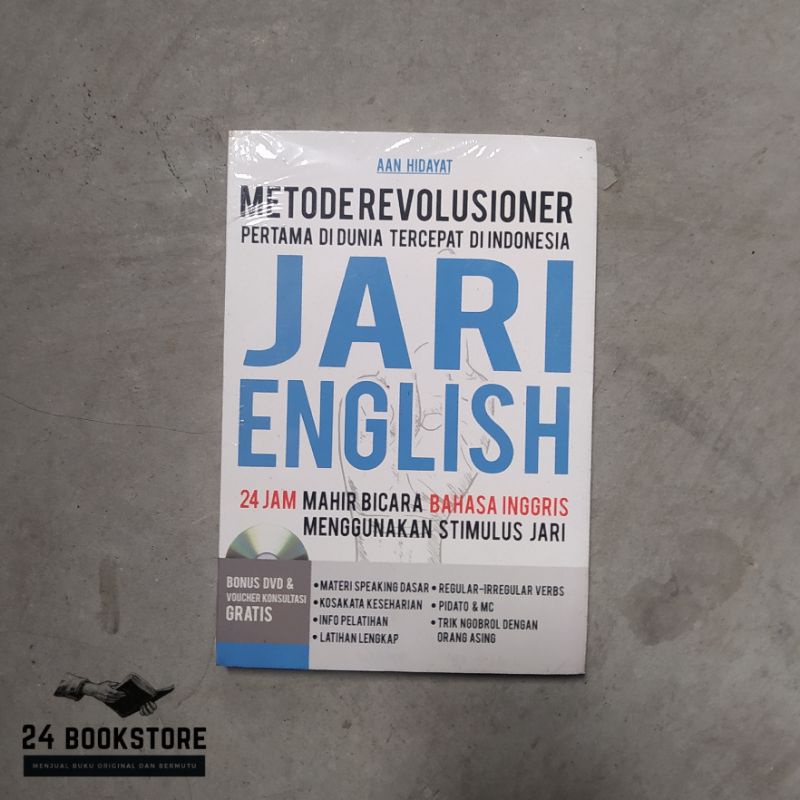 AAN HIDAYAT
METODE REVOLUSIONER
PERTAMA DI DUNIA TERCEPAT DI INDONESIA
JARI
ENGLISH
24 JAM MAHIR BICARA BAHASA INGGRIS
MENGGUNAKAN STIMULUS JARI
BONUS DVD &
VOUCHER KONSULTASI
GRATIS
• MATERI SPEAKING DASAR
• KOSAKATA KESEHARIAN
• INFO PELATIHAN
• LATIHAN LENGKAP
• REGULAR-IRREGULAR VERBS
• PIDATO & MC
• TRIK NGOBROL DENGAN
ORANG ASING
24 BOOKSTORE
MENJUAL BUKU ORIGINAL DAN BERMUTU